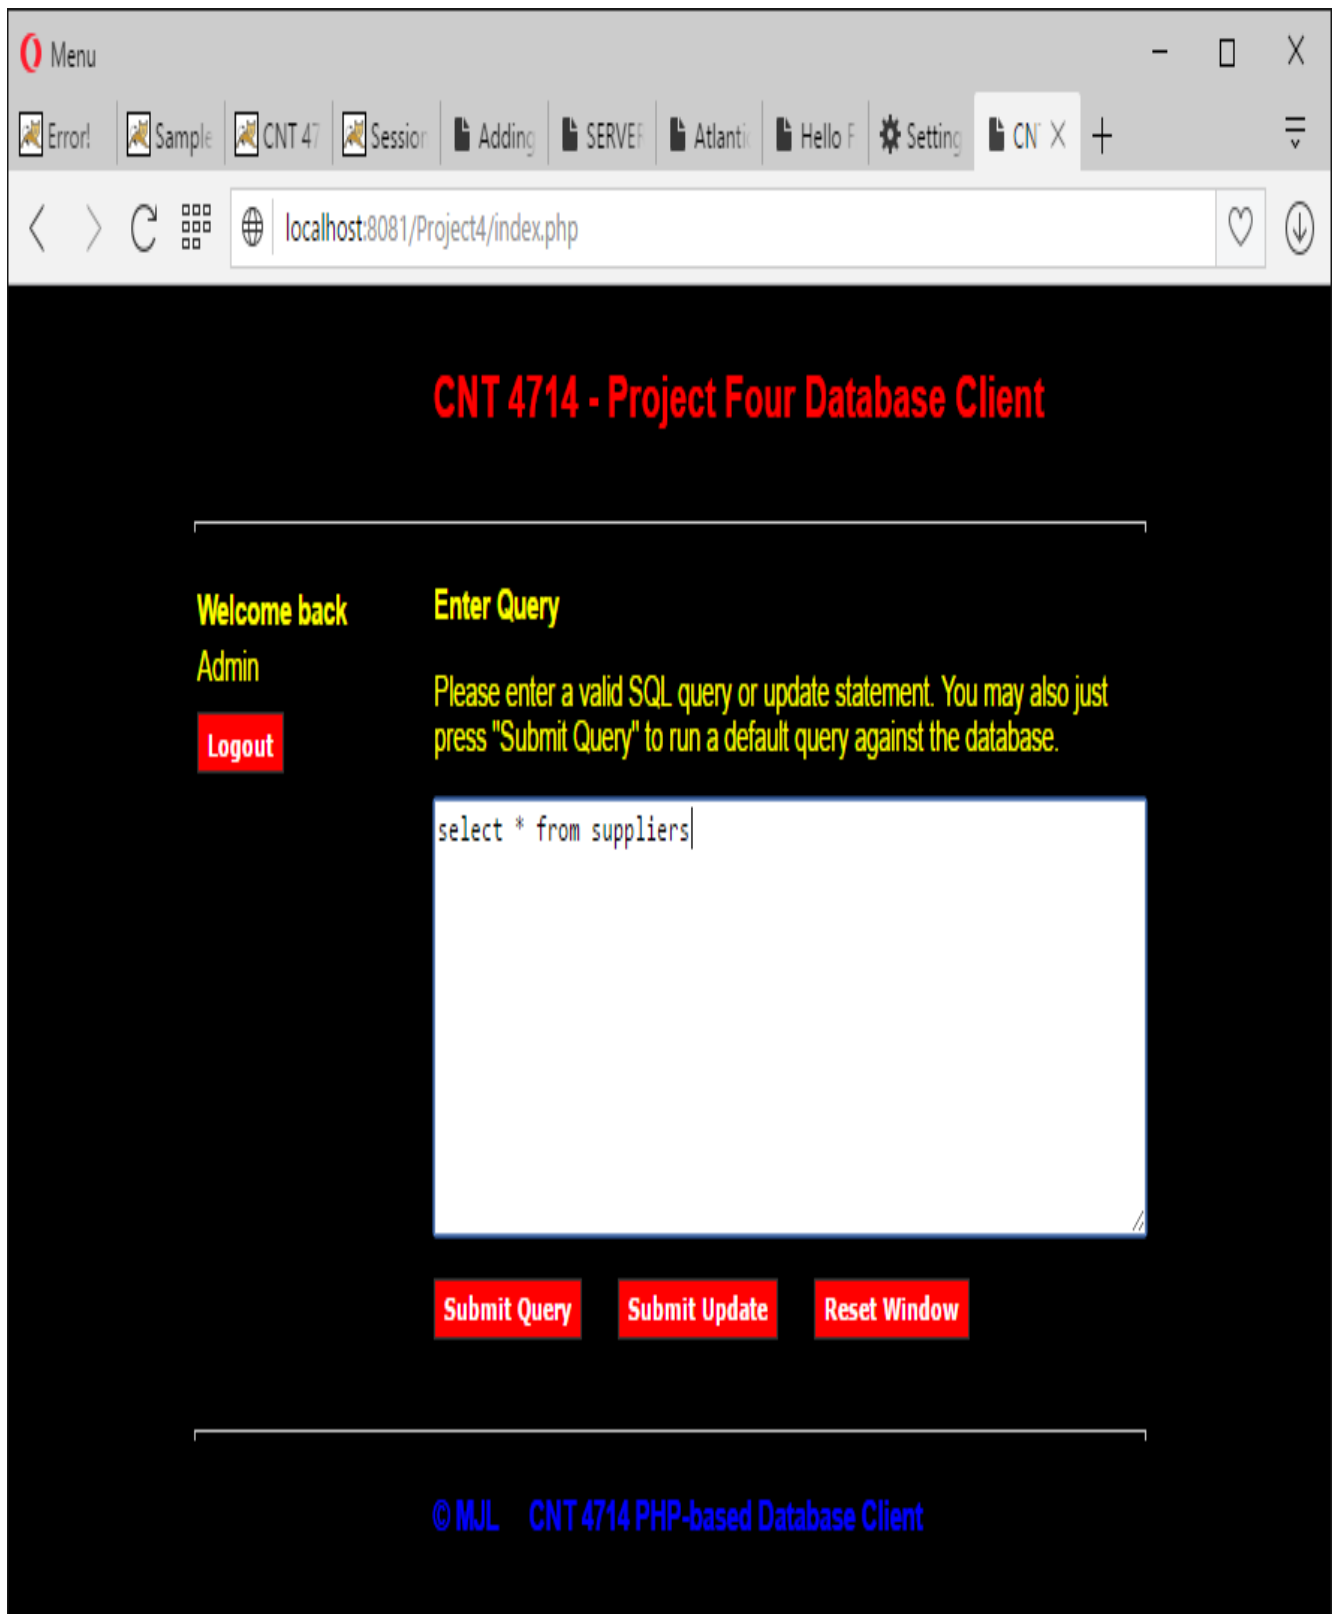 Menu
Error! Sample CNT 47 Session Adding SERVER Atlantic Hello F Setting CN
localhost:8081/Project4/index.php
CNT 4714 - Project Four Database Client
Welcome back
Admin
Logout
Enter Query
Please enter a valid SQL query or update statement. You may also just
press "Submit Query" to run a default query against the database.
select * from suppliers
Submit Query Submit Update Reset Window
© MJL CNT 4714 PHP-based Database Client